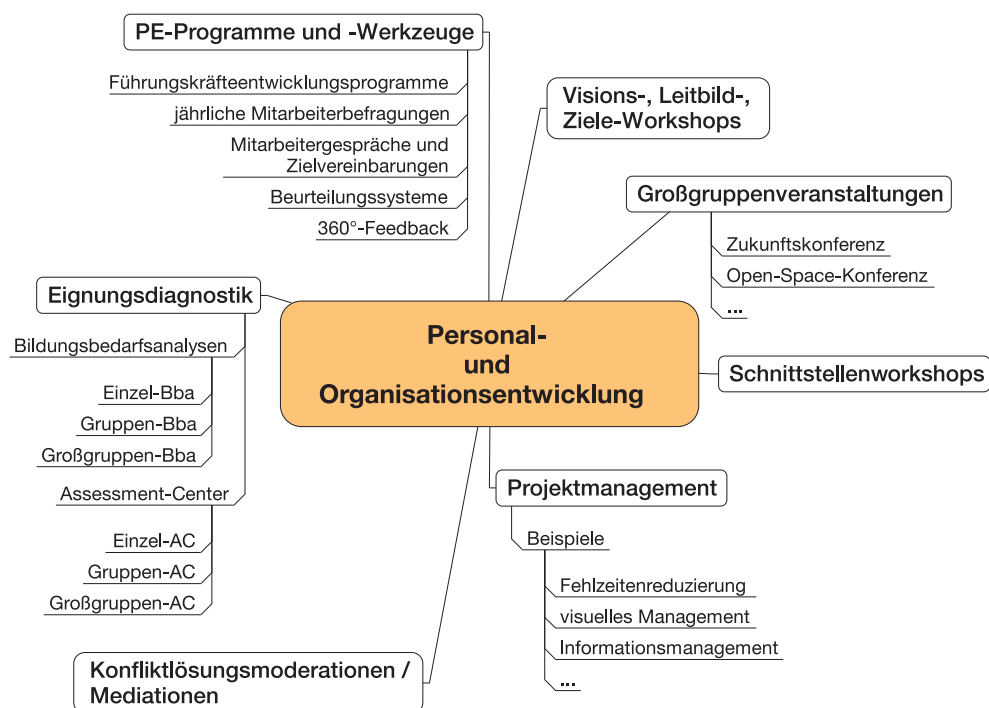 PE-Programme und -Werkzeuge
Führungskräfteentwicklungsprogramme
jährliche Mitarbeiterbefragungen
Mitarbeitergespräche und
Zielvereinbarungen
Beurteilungssysteme
360°-Feedback
Visions-, Leitbild-,
Ziele-Workshops
Großgruppenveranstaltungen
Zukunftskonferenz
Open-Space-Konferenz
...
Eignungsdiagnostik
Bildungsbedarfsanalysen
Einzel-Bba
Gruppen-Bba
Großgruppen-Bba
Assessment-Center
Einzel-AC
Gruppen-AC
Großgruppen-AC
Personal-
und
Organisationsentwicklung
Schnittstellenworkshops
Projektmanagement
Beispiele
Fehlzeitenreduzierung
visuelles Management
Informationsmanagement
...
Konfliktlösungsmoderationen /
Mediationen